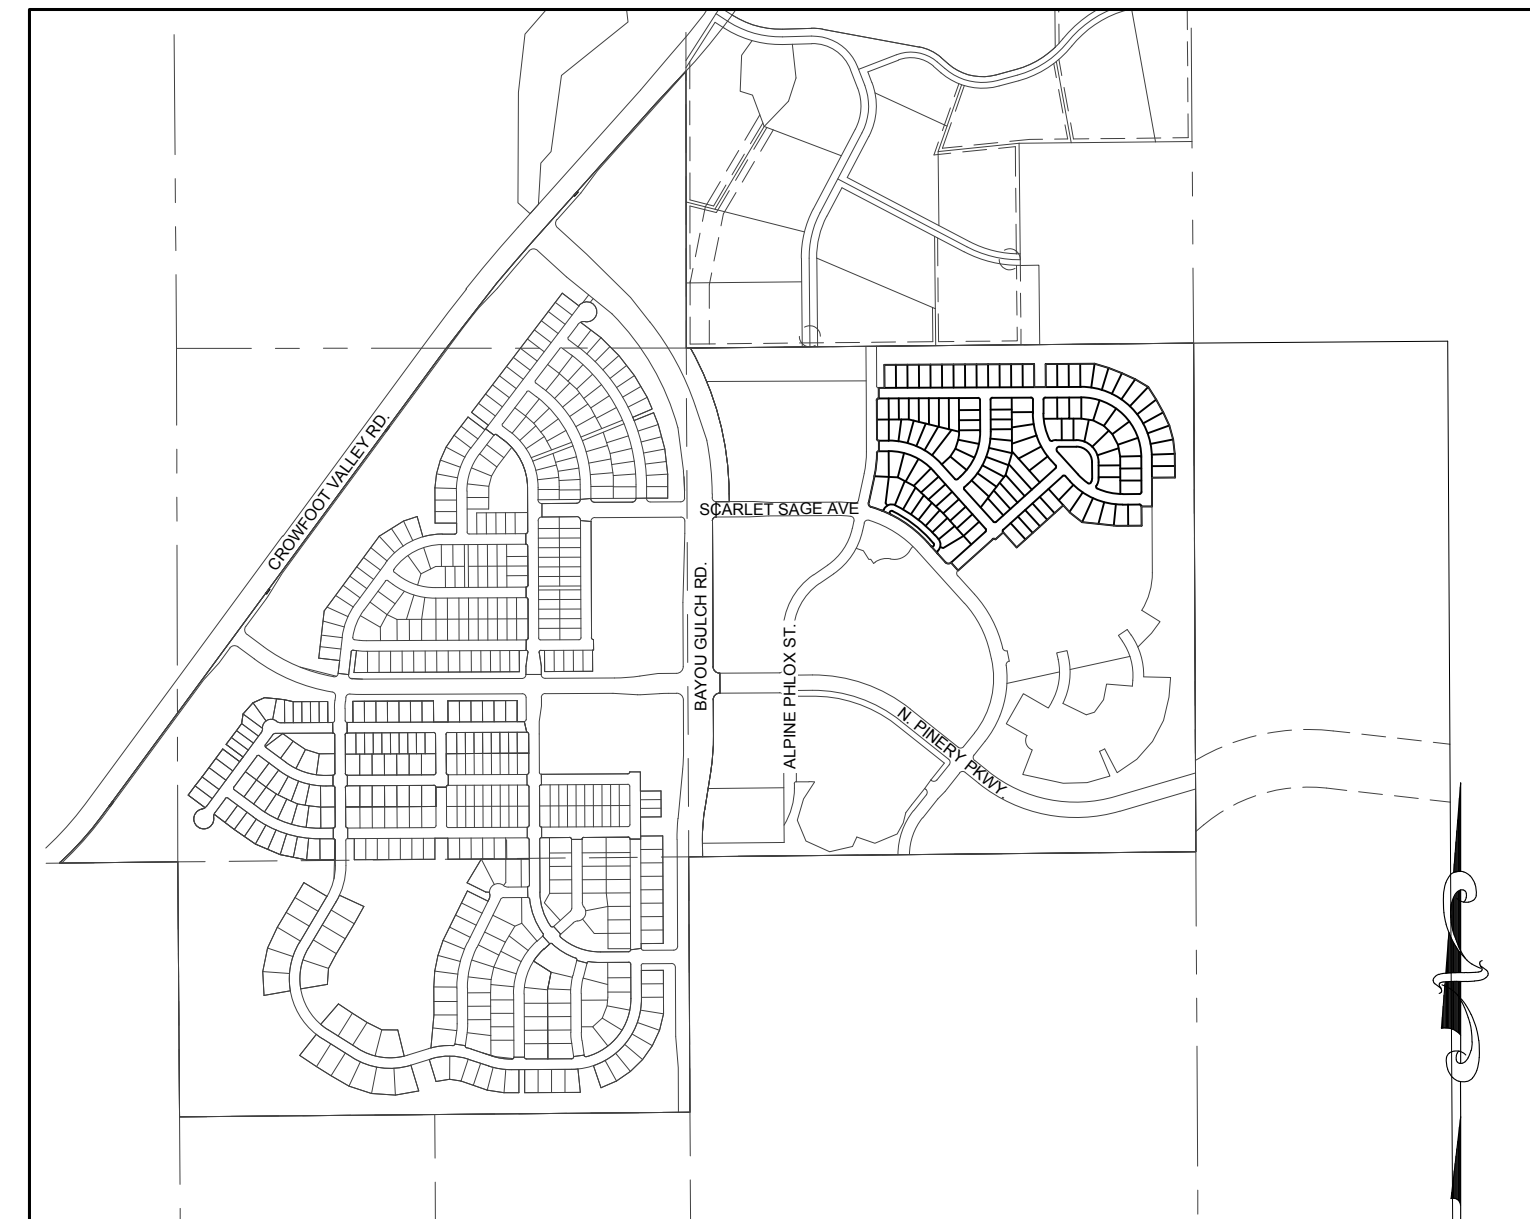 CROWFOOT VALLEY RD.
SCARLET SAGE AVE
BAYOU GULCH RD.
ALPINE PHLOX ST.
N. PINERY PKWY.